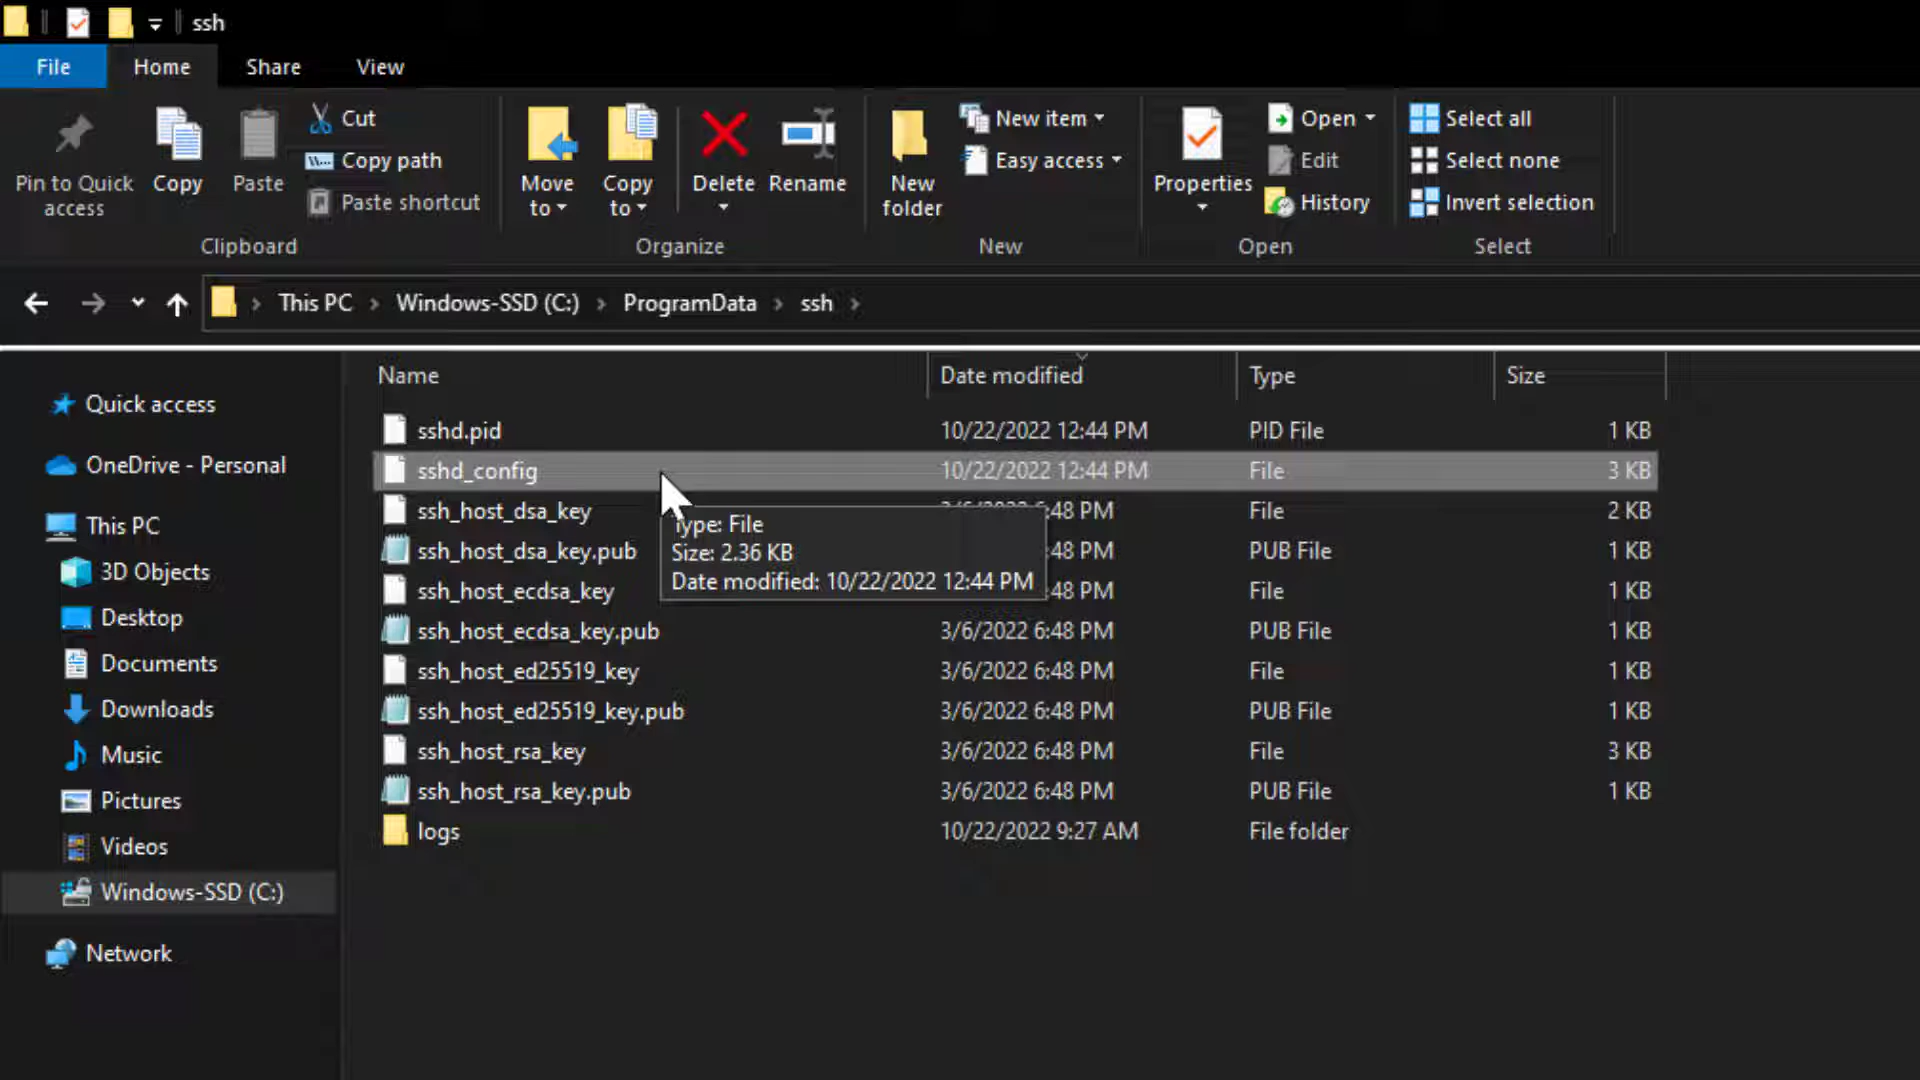 ssh
File Home Share View
Pin to Quick access
Copy
Paste
Cut
Copy path
Paste shortcut
Clipboard
Move to
Copy to
Delete
Rename
Organize
New folder
New item
Easy access
New
Properties
Open
Edit
History
Open
Select all
Select none
Invert selection
Select
This PC Windows-SSD (C:) ProgramData ssh
Quick access
OneDrive - Personal
This PC
3D Objects
Desktop
Documents
Downloads
Music
Pictures
Videos
Windows-SSD (C:)
Network
Name Date modified Type Size
sshd.pid 10/22/2022 12:44 PM PID File 1 KB
sshd_config 10/22/2022 12:44 PM File 3 KB
ssh_host_dsa_key :48 PM File 2 KB
ssh_host_dsa_key.pub :48 PM PUB File 1 KB
ssh_host_ecdsa_key :48 PM File 1 KB
ssh_host_ecdsa_key.pub 3/6/2022 6:48 PM PUB File 1 KB
ssh_host_ed25519_key 3/6/2022 6:48 PM File 1 KB
ssh_host_ed25519_key.pub 3/6/2022 6:48 PM PUB File 1 KB
ssh_host_rsa_key 3/6/2022 6:48 PM File 3 KB
ssh_host_rsa_key.pub 3/6/2022 6:48 PM PUB File 1 KB
logs 10/22/2022 9:27 AM File folder
Type: File
Size: 2.36 KB
Date modified: 10/22/2022 12:44 PM